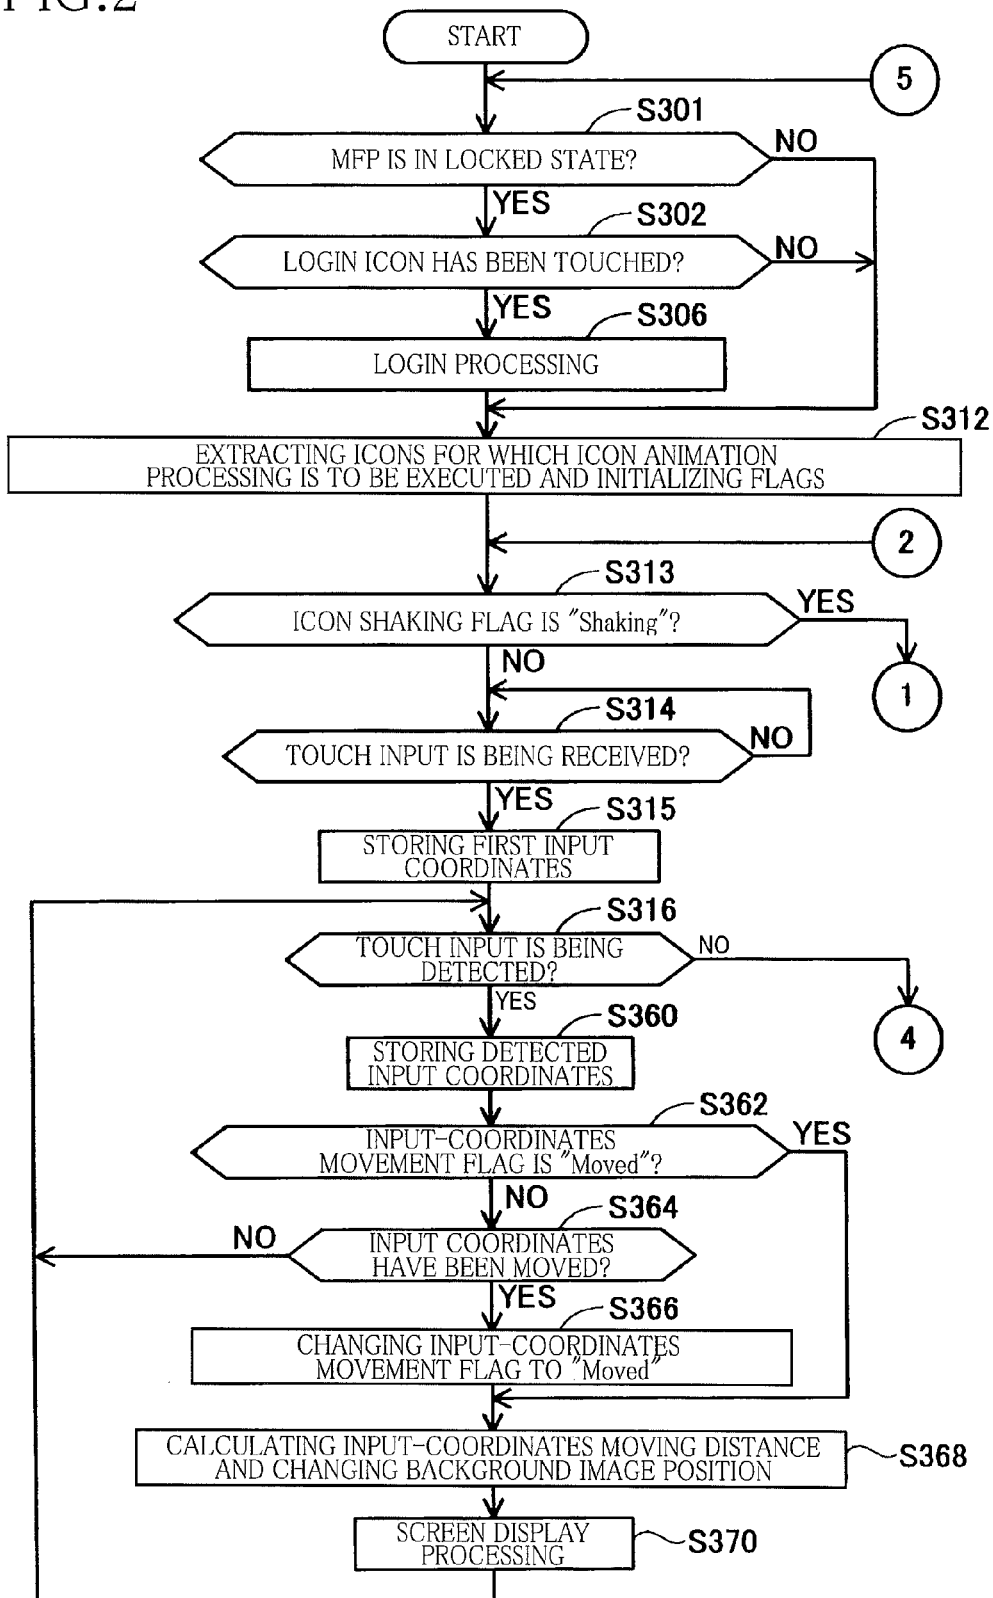 FIG.2
START
5
S301
MFP IS IN LOCKED STATE?
NO
YES
S302
LOGIN ICON HAS BEEN TOUCHED?
NO
YES
S306
LOGIN PROCESSING
S312
EXTRACTING ICONS FOR WHICH ICON ANIMATION
PROCESSING IS TO BE EXECUTED AND INITIALIZING FLAGS
2
S313
ICON SHAKING FLAG IS "Shaking"?
YES
NO
1
S314
TOUCH INPUT IS BEING RECEIVED?
NO
YES
S315
STORING FIRST INPUT
COORDINATES
S316
TOUCH INPUT IS BEING
DETECTED?
NO
YES
4
S360
STORING DETECTED
INPUT COORDINATES
S362
INPUT-COORDINATES
MOVEMENT FLAG IS "Moved"?
YES
NO
S364
INPUT COORDINATES
HAVE BEEN MOVED?
NO
YES
S366
CHANGING INPUT-COORDINATES
MOVEMENT FLAG TO "Moved"
CALCULATING INPUT-COORDINATES MOVING DISTANCE
AND CHANGING BACKGROUND IMAGE POSITION
S368
SCREEN DISPLAY
PROCESSING
S370